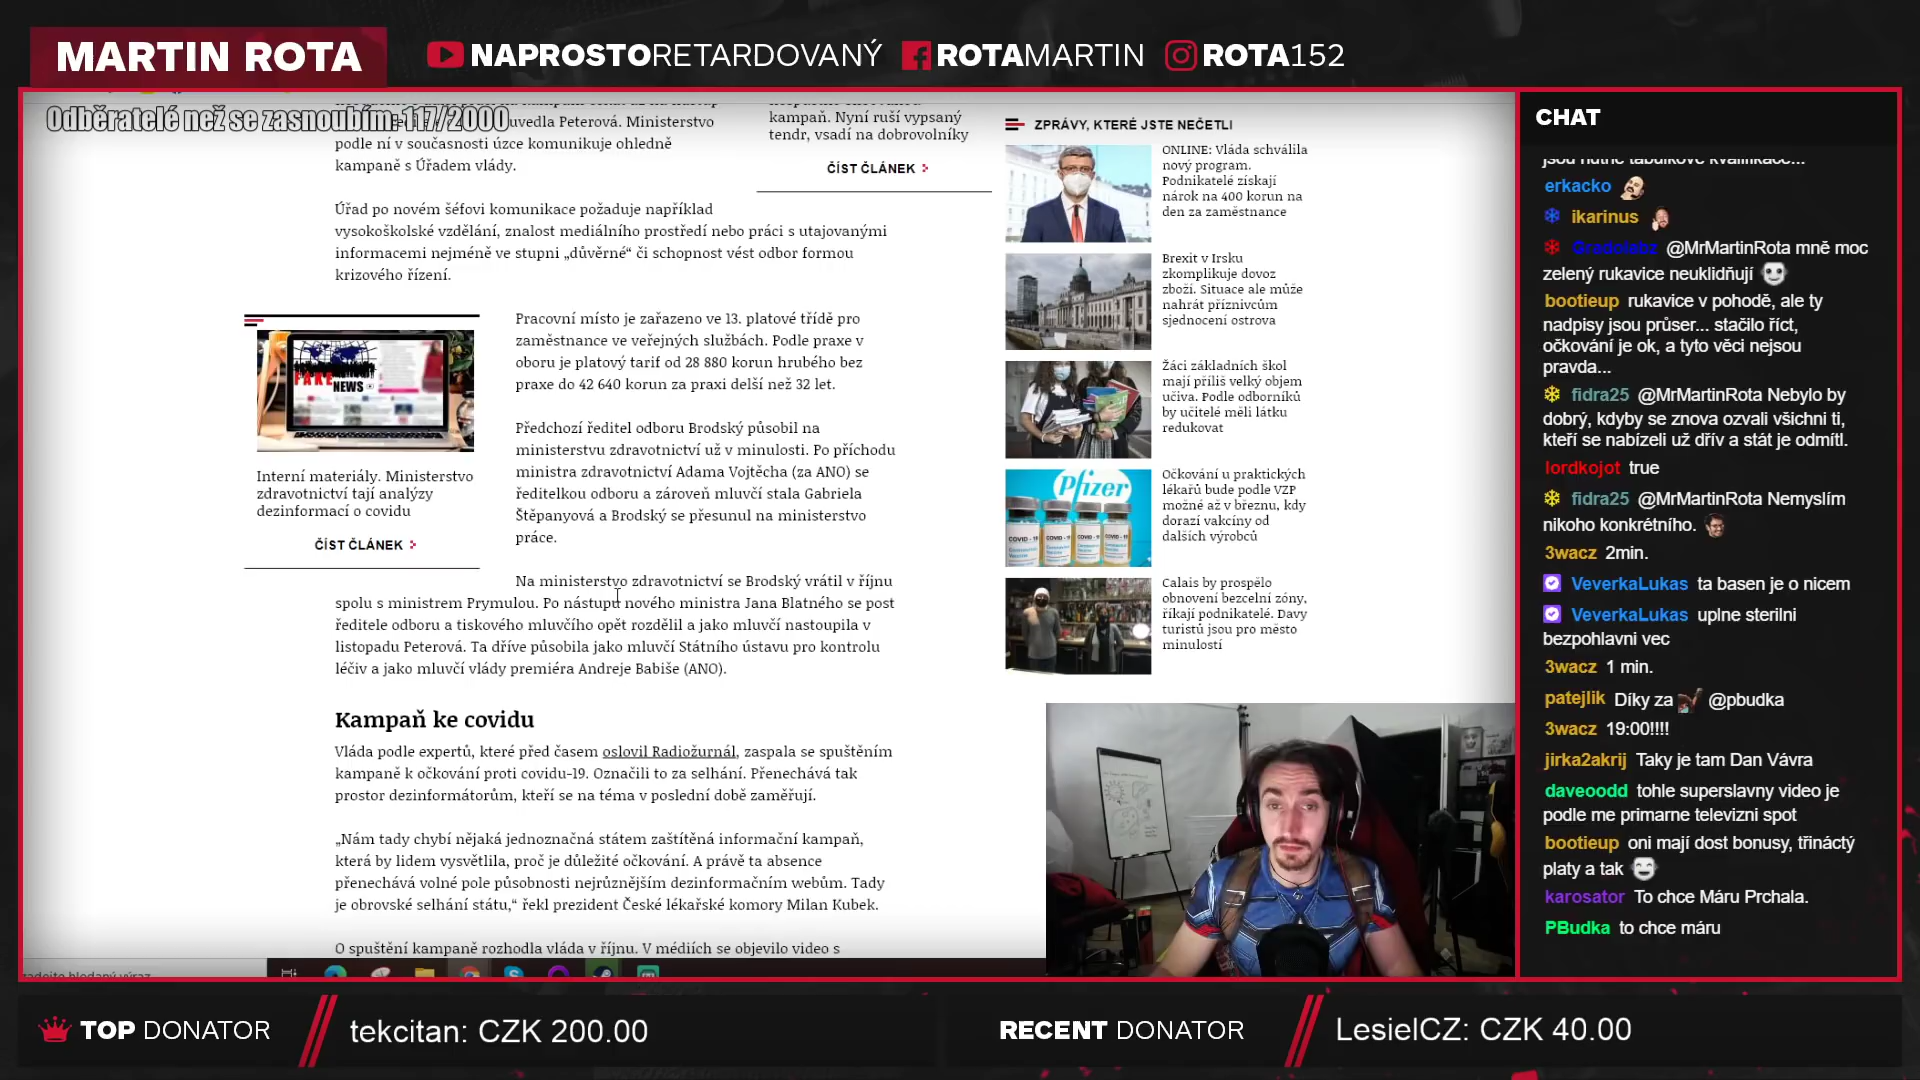 MARTIN ROTA
NAPROSTORETARDOVANÝ
ROTAMARTIN
ROTA152
Odběratelé než se zasnoubím: 117/2000
uvedla Peterová. Ministerstvo
podle ní v současnosti úzce komunikuje ohledně
kampaně s Úřadem vlády.
kampaň. Nyní ruší vypsaný
tendr, vsadí na dobrovolníky
ČÍST ČLÁNEK
Úřad po novém šéfovi komunikace požaduje například
vysokoškolské vzdělání, znalost mediálního prostředí nebo práci s utajovanými
informacemi nejméně ve stupni „důvěrné“ či schopnost vést odbor formou
krizového řízení.
FAKE
NEWS
Interní materiály. Ministerstvo
zdravotnictví tají analýzy
dezinformací o covidu
ČÍST ČLÁNEK
Pracovní místo je zařazeno ve 13. platové třídě pro
zaměstnance ve veřejných službách. Podle praxe v
oboru je platový tarif od 28 880 korun hrubého bez
praxe do 42 640 korun za praxi delší než 32 let.
Předchozí ředitel odboru Brodský působil na
ministerstvu zdravotnictví už v minulosti. Po příchodu
ministra zdravotnictví Adama Vojtěcha (za ANO) se
ředitelkou odboru a zároveň mluvčí stala Gabriela
Štěpanyová a Brodský se přesunul na ministerstvo
práce.
Na ministerstvo zdravotnictví se Brodský vrátil v říjnu
spolu s ministrem Prymulou. Po nástupu nového ministra Jana Blatného se post
ředitele odboru a tiskového mluvčího opět rozdělil a jako mluvčí nastoupila v
listopadu Peterová. Ta dříve působila jako mluvčí Státního ústavu pro kontrolu
léčiv a jako mluvčí vlády premiéra Andreje Babiše (ANO).
Kampaň ke covidu
Vláda podle expertů, které před časem oslovil Radiožurnál, zaspala se spuštěním
kampaně k očkování proti covidu-19. Označili to za selhání. Přenechává tak
prostor dezinformátorům, kteří se na téma v poslední době zaměřují.
„Nám tady chybí nějaká jednoznačná státem zaštítěná informační kampaň,
která by lidem vysvětlila, proč je důležité očkování. A právě ta absence
přenechává volné pole působnosti nejrůznějším dezinformačním webům. Tady
je obrovské selhání státu,“ řekl prezident České lékařské komory Milan Kubek.
O spuštění kampaně rozhodla vláda v říjnu. V médiích se objevilo video s
ZPRÁVY, KTERÉ JSTE NEČETLI
ONLINE: Vláda schválila
nový program.
Podnikatelé získají
nárok na 400 korun na
den za zaměstnance
Brexit v Irsku
zkomplikuje dovoz
zboží. Situace ale může
nahrát příznivcům
sjednocení ostrova
Žáci základních škol
mají příliš velký objem
učiva. Podle odborníků
by učitelé měli látku
redukovat
Pfizer
Očkování u praktických
lékařů bude podle VZP
možné až v březnu, kdy
dorazí vakcíny od
dalších výrobců
Calais by prospělo
obnovení bezcelní zóny,
říkají podnikatelé. Davy
turistů jsou pro město
minulostí
CHAT
jsou nutné tabulkové kvalifikace...
erkacko
ikarinus
@MrMartinRota mně moc
zelený rukavice neuklidňují
bootieup rukavice v pohodě, ale ty
nadpisy jsou průser... stačilo říct,
očkování je ok, a tyto věci nejsou
pravda...
fidra25 @MrMartinRota Nebylo by
dobrý, kdyby se znova ozvali všichni ti,
kteří se nabízeli už dřív a stát je odmítl.
lordkojot true
fidra25 @MrMartinRota Nemyslím
nikoho konkrétního.
3wacz 2min.
VeverkaLukas ta basen je o nicem
VeverkaLukas uplne sterilni
bezpohlavni vec
3wacz 1 min.
patejlik Díky za @pbudka
3wacz 19:00!!!!
jirka2akrij Taky je tam Dan Vávra
daveoodd tohle superslavny video je
podle me primarne televizni spot
bootieup oni mají dost bonusy, třináctý
platy a tak
karosator To chce Máru Prchala.
PBudka to chce máru
TOP DONATOR
tekcitan: CZK 200.00
RECENT DONATOR
LesielCZ: CZK 40.00